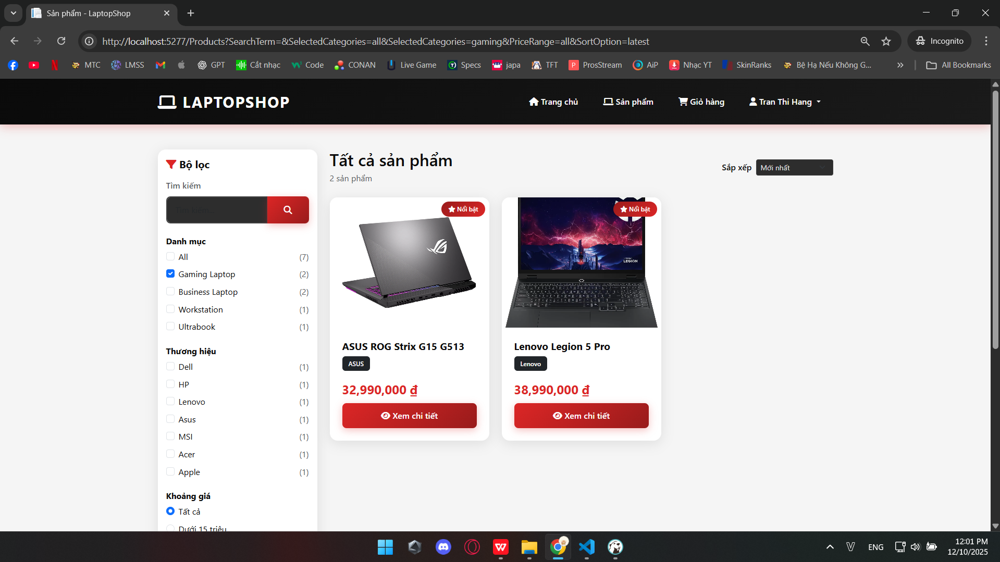 Sản phẩm - LaptopShop
http://localhost:5277/Products?SearchTerm=&SelectedCategories=all&SelectedCategories=gaming&PriceRange=all&SortOption=latest
Incognito
MTC
LMSS
GPT
Cắt nhạc
Code
CONAN
Live Game
Specs
japa
TFT
ProsStream
AiP
Nhạc YT
SkinRanks
Bệ Hạ Nếu Không G...
All Bookmarks
LAPTOPSHOP
Trang chủ
Sản phẩm
Giỏ hàng
Tran Thi Hang
Bộ lọc
Tìm kiếm
Tìm kiếm...
Danh mục
All (7)
Gaming Laptop (2)
Business Laptop (2)
Workstation (1)
Ultrabook (1)
Thương hiệu
Dell (1)
HP (1)
Lenovo (1)
Asus (1)
MSI (1)
Acer (1)
Apple (1)
Khoảng giá
Tất cả
Dưới 15 triệu
Tất cả sản phẩm
2 sản phẩm
Sắp xếp
Mới nhất
Nổi bật
ASUS ROG Strix G15 G513
ASUS
32,990,000 ₫
Xem chi tiết
Nổi bật
LEGION
Lenovo Legion 5 Pro
Lenovo
38,990,000 ₫
Xem chi tiết
ENG
12:01 PM
12/10/2025